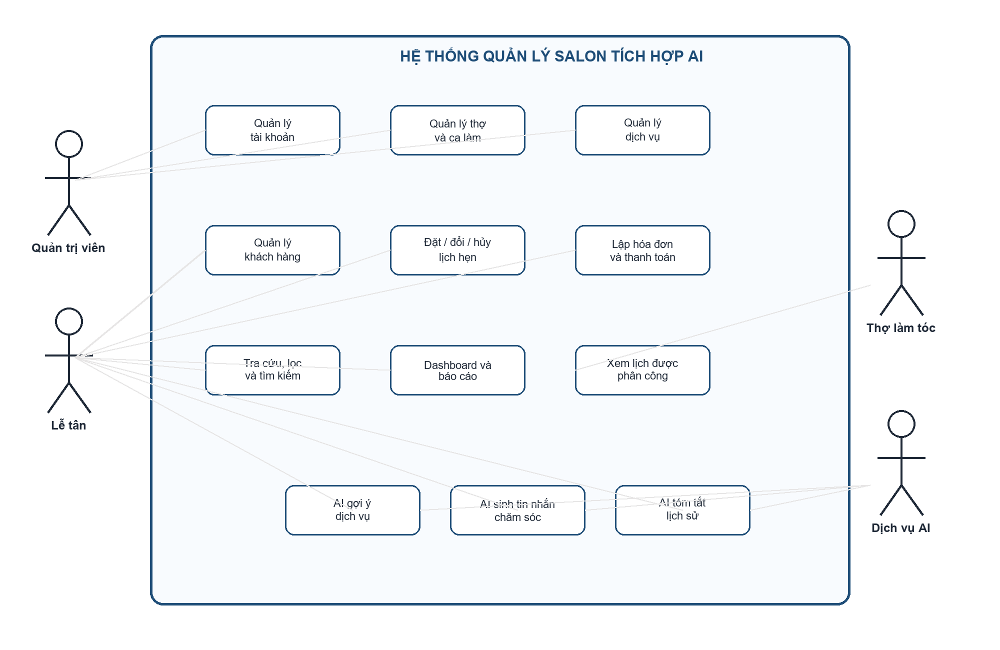 HỆ THỐNG QUẢN LÝ SALON TÍCH HỢP AI
Quản lý
tài khoản
Quản lý thợ
và ca làm
Quản lý
dịch vụ
Quản trị viên
Quản lý
khách hàng
Đặt / đổi / hủy
lịch hẹn
Lập hóa đơn
và thanh toán
Thợ làm tóc
Lễ tân
Tra cứu, lọc
và tìm kiếm
Dashboard và
báo cáo
Xem lịch được
phân công
AI gợi ý
dịch vụ
AI sinh tin nhắn
chăm sóc
AI tóm tắt
lịch sử
Dịch vụ AI